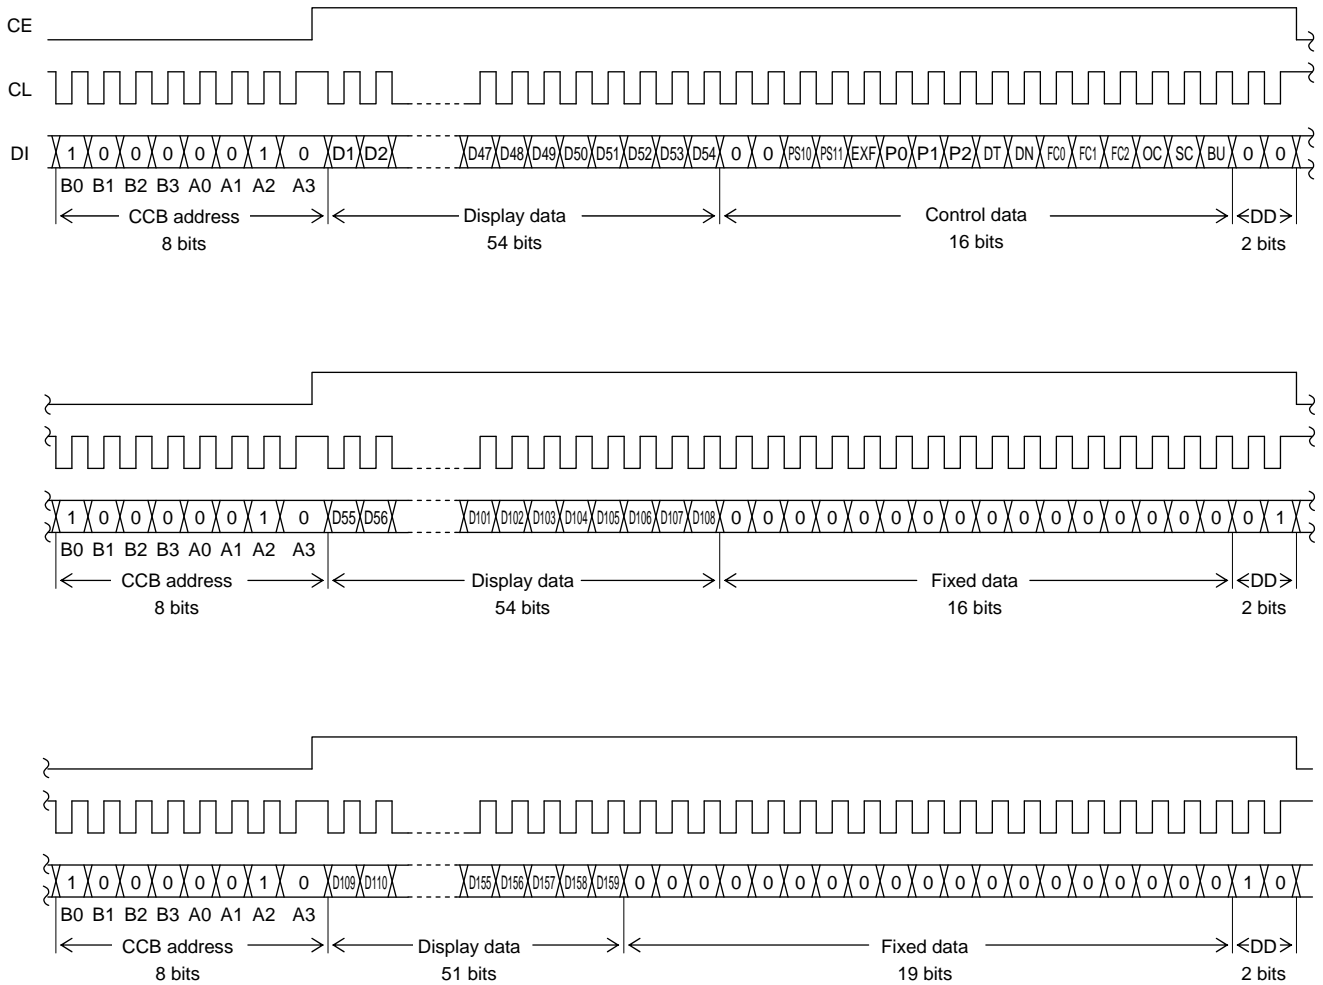 CE
CL
DI 1 0 0 0 0 0 1 0 D1 D2 D47 D48 D49 D50 D51 D52 D53 D54 0 0 PS10 PS11 EXF P0 P1 P2 DT DN FC0 FC1 FC2 OC SC BU 0 0
B0 B1 B2 B3 A0 A1 A2 A3
CCB address Display data Control data DD
8 bits 54 bits 16 bits 2 bits
1 0 0 0 0 0 1 0 D55 D56 D101 D102 D103 D104 D105 D106 D107 D108 0 0 0 0 0 0 0 0 0 0 0 0 0 0 0 0 0 1
B0 B1 B2 B3 A0 A1 A2 A3
CCB address Display data Fixed data DD
8 bits 54 bits 16 bits 2 bits
1 0 0 0 0 0 1 0 D109 D110 D155 D156 D157 D158 D159 0 0 0 0 0 0 0 0 0 0 0 0 0 0 0 0 0 0 0 1 0
B0 B1 B2 B3 A0 A1 A2 A3
CCB address Display data Fixed data DD
8 bits 51 bits 19 bits 2 bits